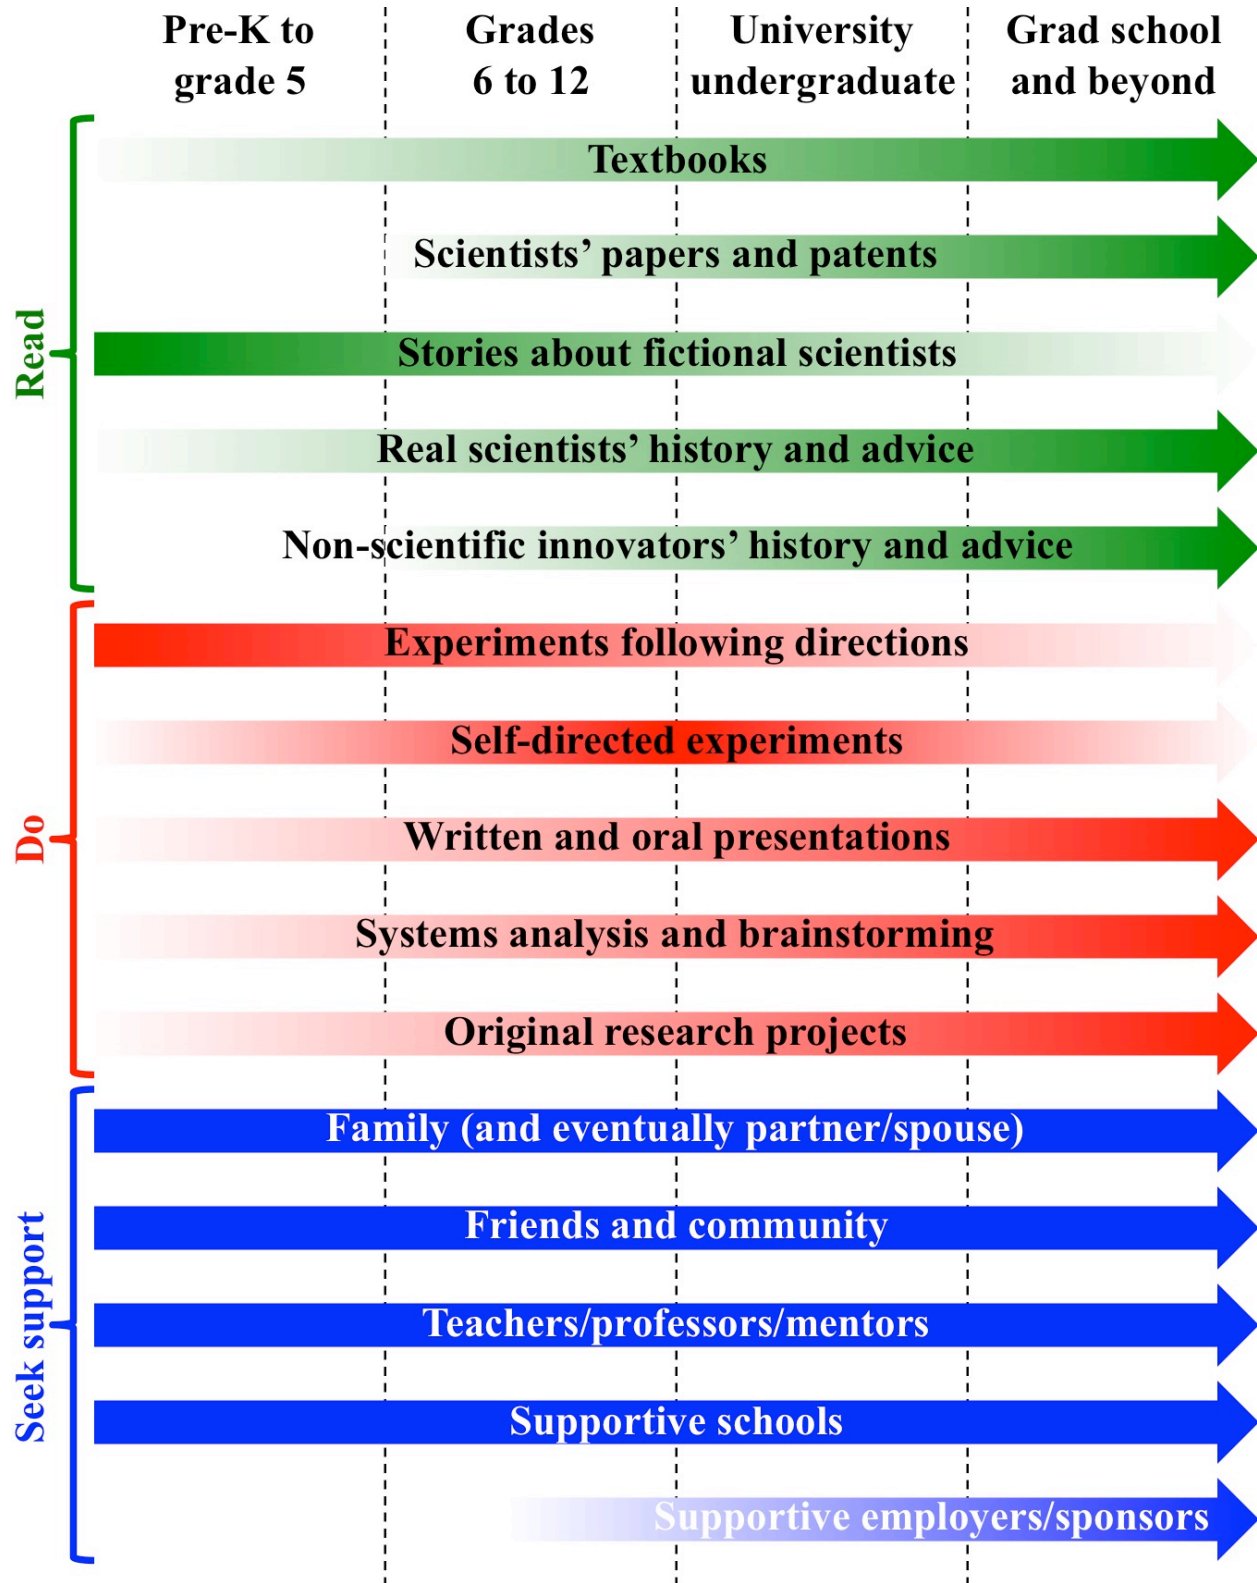 Pre-K to
grade 5
Grades
6 to 12
University
undergraduate
Grad school
and beyond
Read
Textbooks
Scientists’ papers and patents
Stories about fictional scientists
Real scientists’ history and advice
Non-scientific innovators’ history and advice
Do
Experiments following directions
Self-directed experiments
Written and oral presentations
Systems analysis and brainstorming
Original research projects
Seek support
Family (and eventually partner/spouse)
Friends and community
Teachers/professors/mentors
Supportive schools
Supportive employers/sponsors